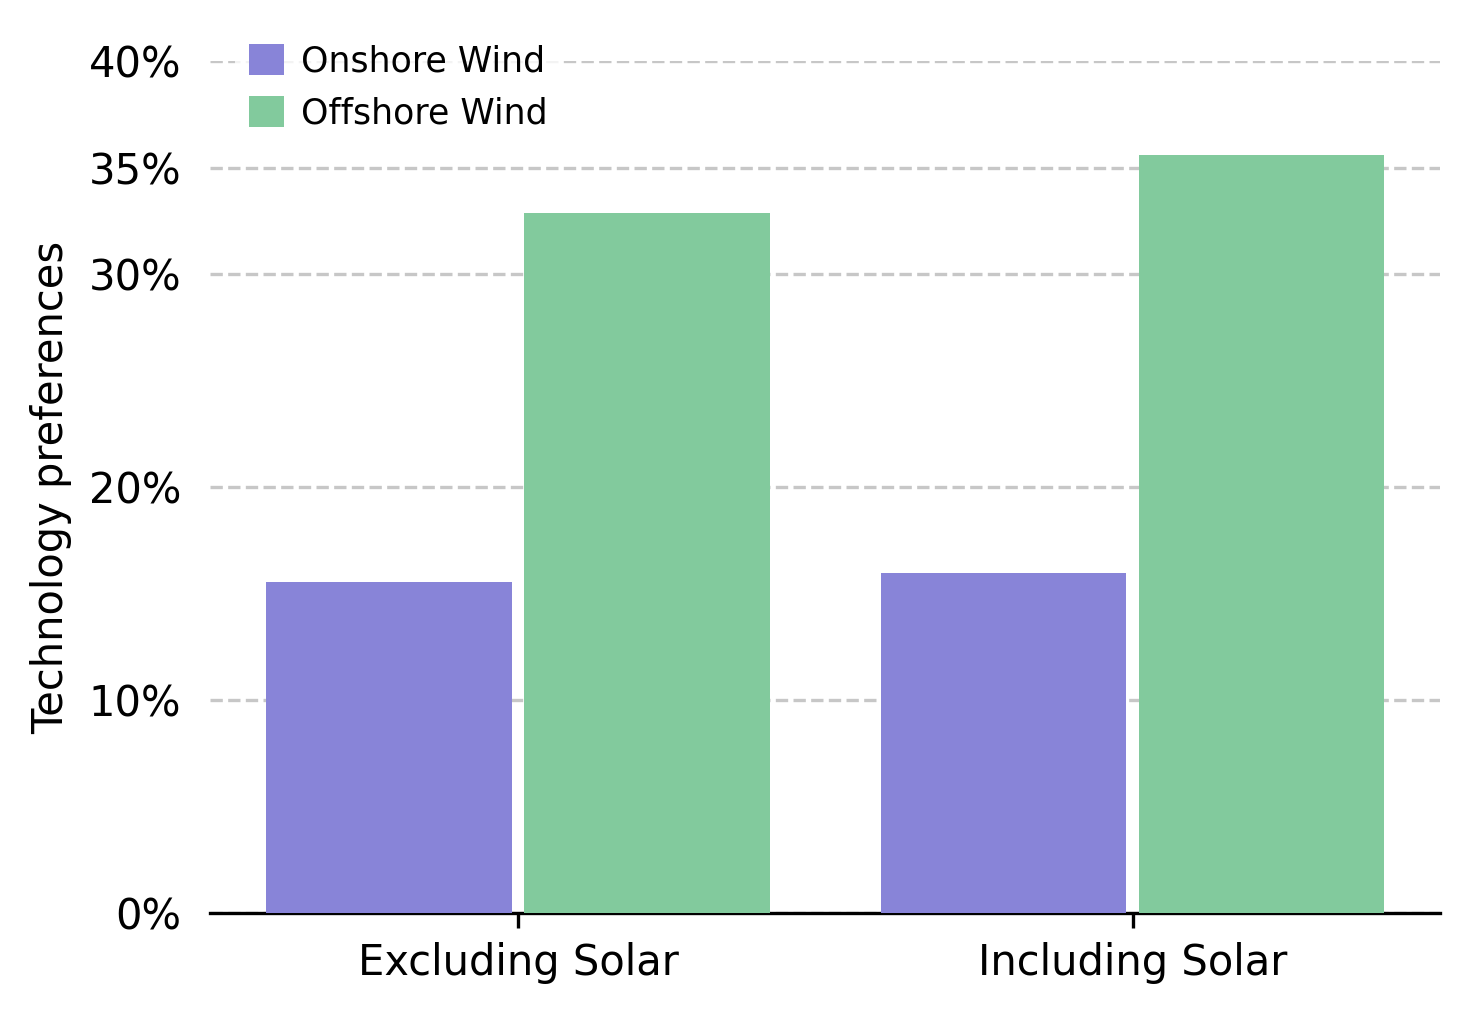 Onshore Wind
Offshore Wind
Technology preferences
40%
35%
30%
20%
10%
0%
Excluding Solar
Including Solar